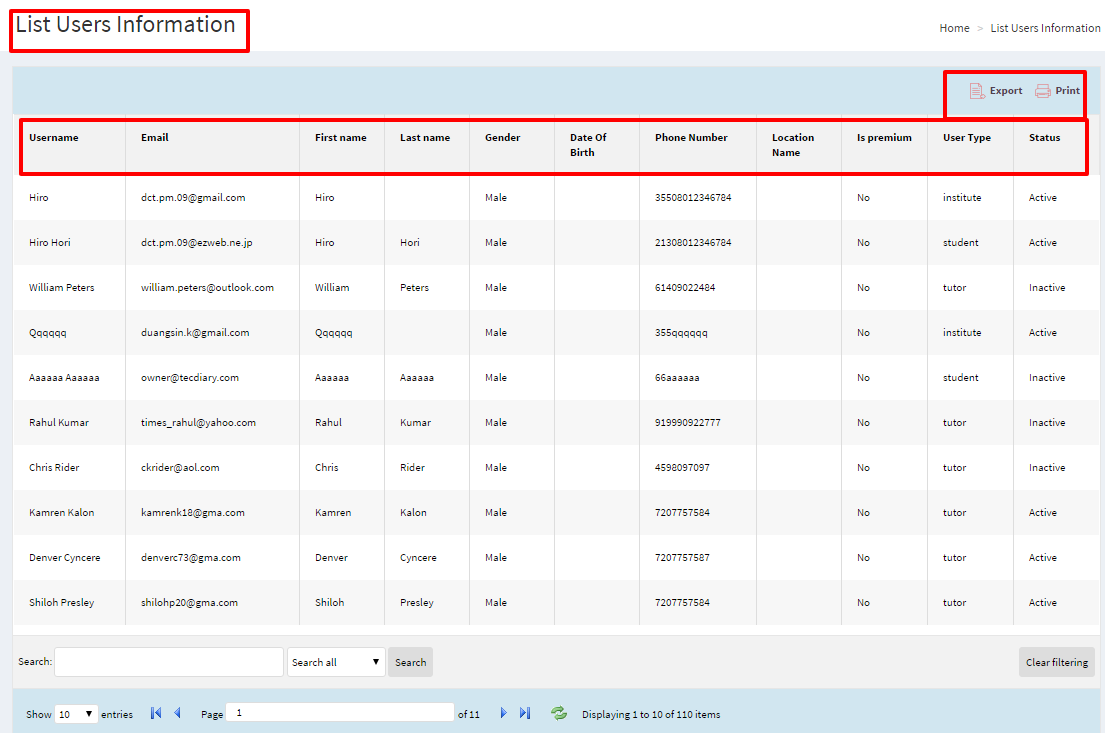 List Users Information
Home > List Users Information
Export Print
Username Email First name Last name Gender Date Of Birth Phone Number Location Name Is premium User Type Status
Hiro dct.pm.09@gmail.com Hiro Male 35508012346784 No institute Active
Hiro Hori dct.pm.09@ezweb.ne.jp Hiro Hori Male 21308012346784 No student Active
William Peters william.peters@outlook.com William Peters Male 61409022484 No tutor Inactive
Qqqqqq duangsin.k@gmail.com Qqqqqq Male 355qqqqqq No institute Active
Aaaaaa Aaaaaa owner@tecdiary.com Aaaaaa Aaaaaa Male 66aaaaaa No student Inactive
Rahul Kumar times_rahul@yahoo.com Rahul Kumar Male 919990922777 No tutor Inactive
Chris Rider ckrider@aol.com Chris Rider Male 4598097097 No tutor Inactive
Kamren Kalon kamrenk18@gma.com Kamren Kalon Male 7207757584 No tutor Active
Denver Cyncere denverc73@gma.com Denver Cyncere Male 7207757587 No tutor Active
Shiloh Presley shilohp20@gma.com Shiloh Presley Male 7207757584 No tutor Active
Search: Search all Search Clear filtering
Show 10 entries Page 1 of 11 Displaying 1 to 10 of 110 items